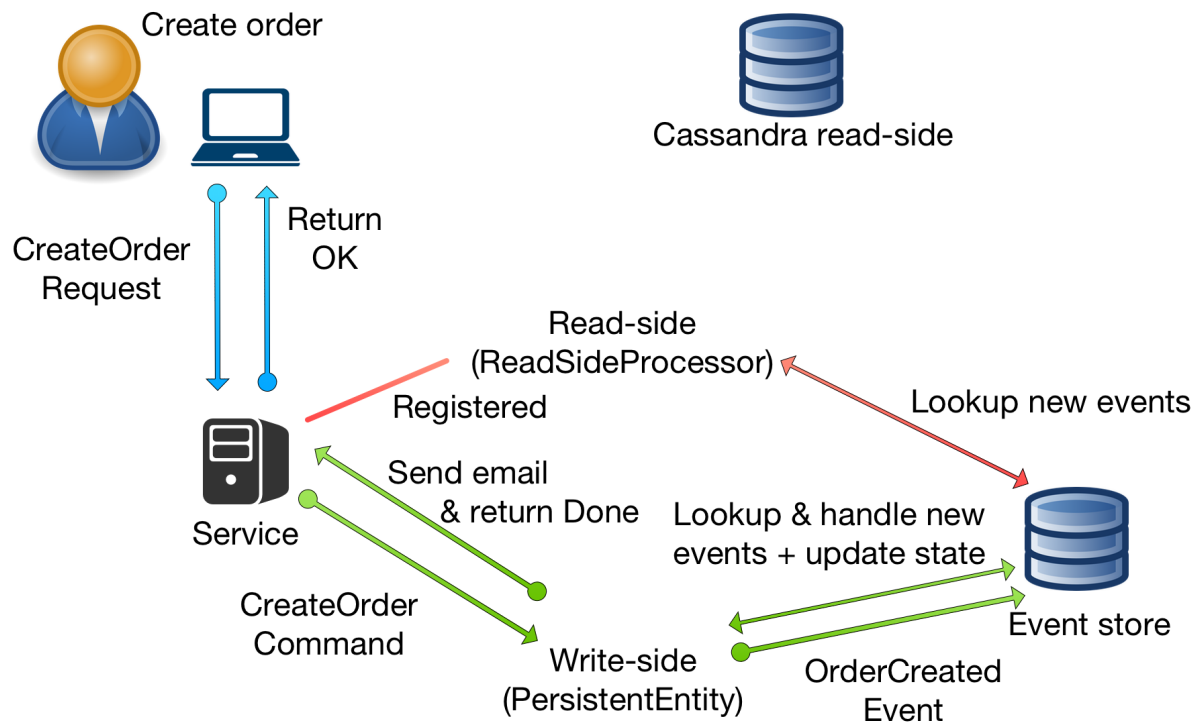 Create order
Cassandra read-side
CreateOrder
Request
Return
OK
Read-side
(ReadSideProcessor)
Registered
Lookup new events
Send email
& return Done
Service
Lookup & handle new
events + update state
CreateOrder
Command
Write-side
(PersistentEntity)
OrderCreated
Event
Event store